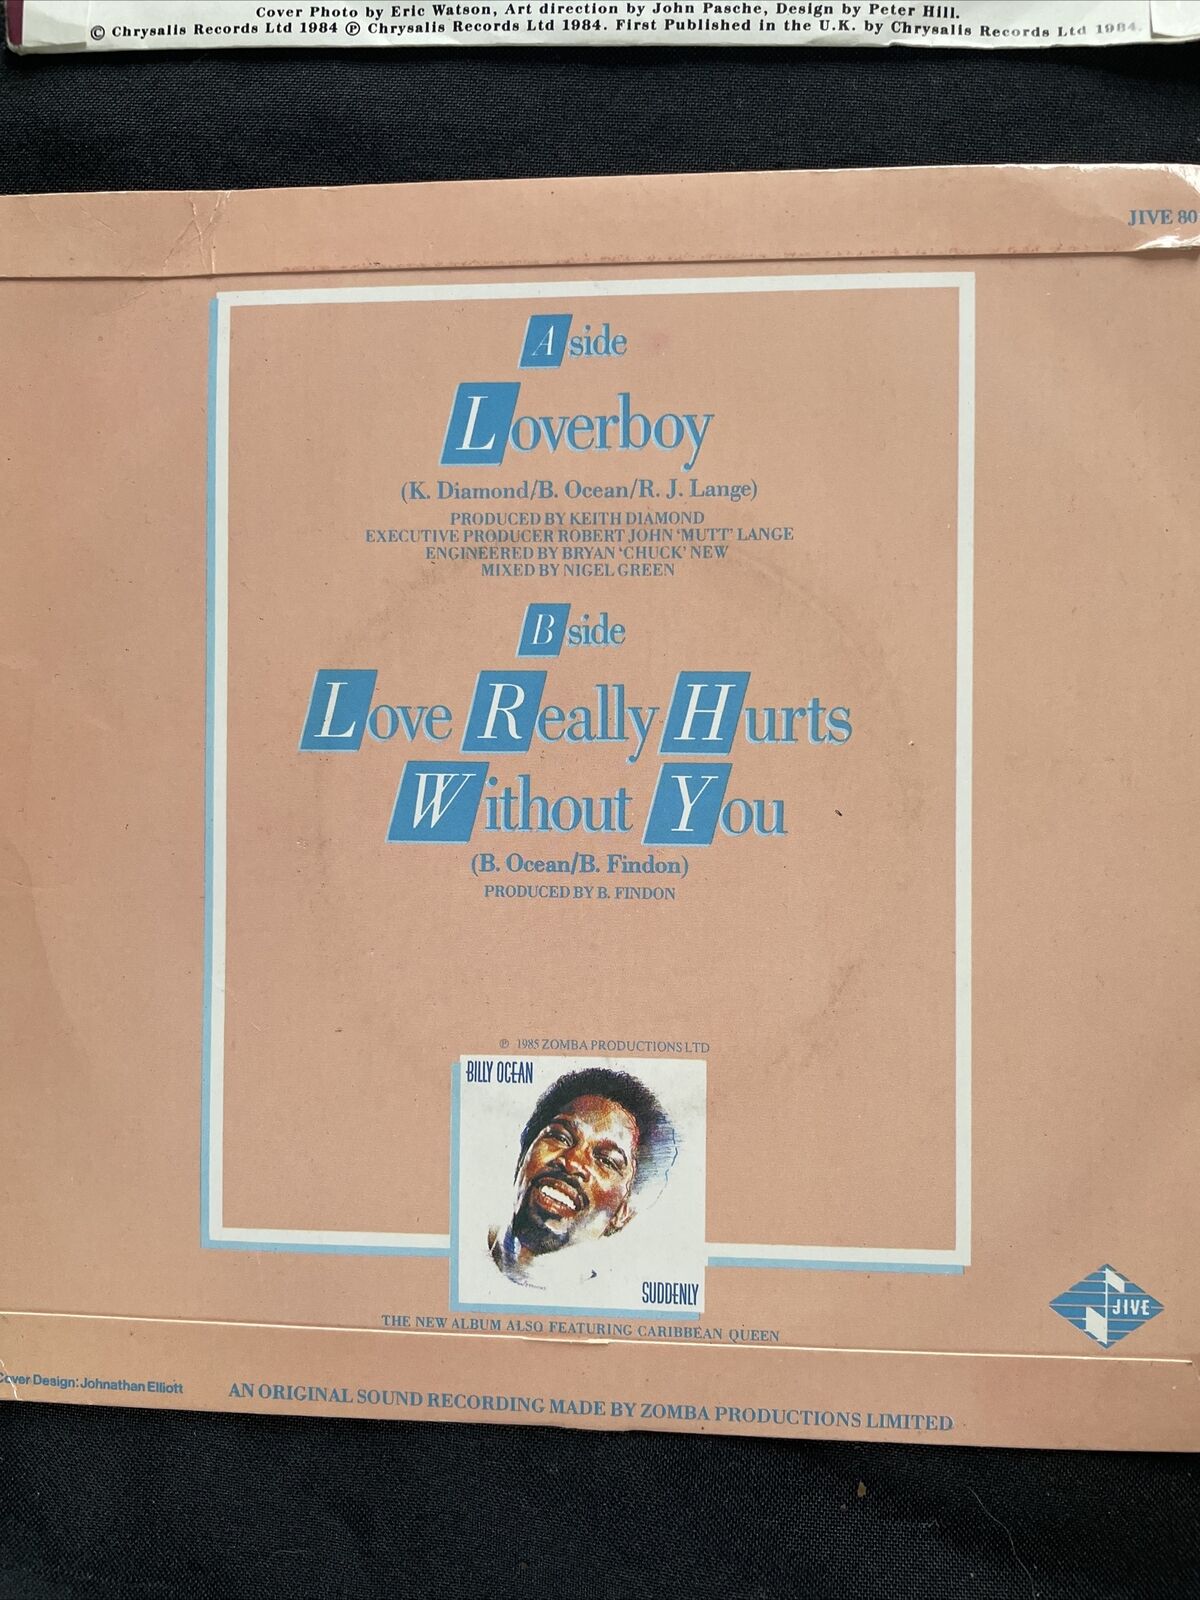 Cover Photo by Eric Watson, Art direction by John Pasche, Design by Peter Hill.
© Chrysalis Records Ltd 1984 ℗ Chrysalis Records Ltd 1984. First Published in the U.K. by Chrysalis Records Ltd 1984.
JIVE 80
A side
Loverboy
(K. Diamond/B. Ocean/R. J. Lange)
PRODUCED BY KEITH DIAMOND
EXECUTIVE PRODUCER ROBERT JOHN 'MUTT' LANGE
ENGINEERED BY BRYAN 'CHUCK' NEW
MIXED BY NIGEL GREEN
B side
Love Really Hurts
Without You
(B. Ocean/B. Findon)
PRODUCED BY B. FINDON
℗ 1985 ZOMBA PRODUCTIONS LTD
BILLY OCEAN
SUDDENLY
JIVE
THE NEW ALBUM ALSO FEATURING CARIBBEAN QUEEN
Cover Design: Johnathan Elliott
AN ORIGINAL SOUND RECORDING MADE BY ZOMBA PRODUCTIONS LIMITED